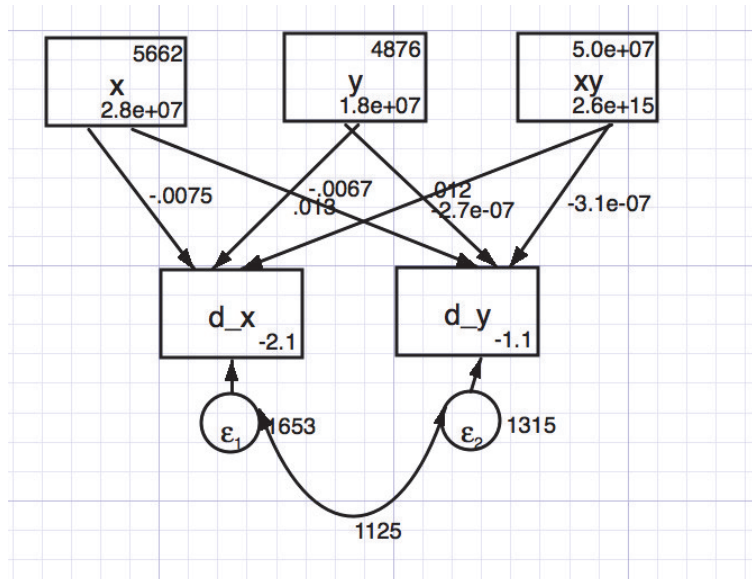 5662
x
2.8e+07
4876
y
1.8e+07
5.0e+07
xy
2.6e+15
-.0075
.013
-.0067
.012
-2.7e-07
-3.1e-07
d_x
-2.1
d_y
-1.1
ε1
1653
ε2
1315
1125